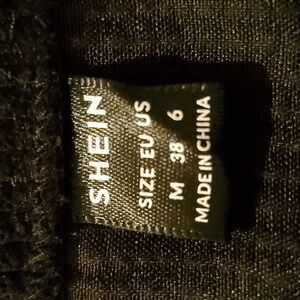 SHEIN
SIZE EU US
M 38 6
MADE IN CHINA